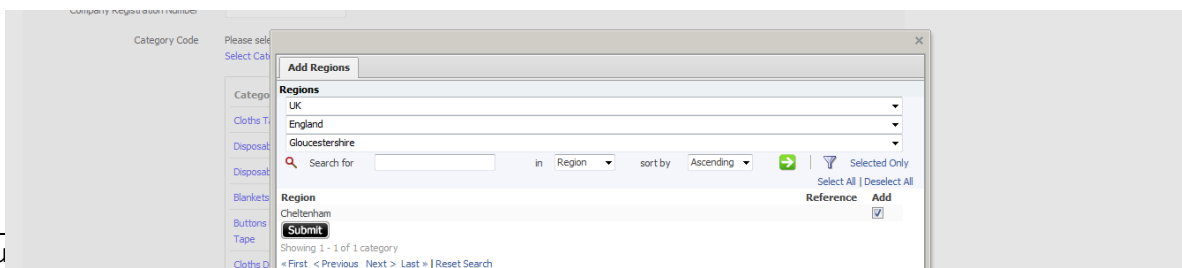 Company Registration Number
Category Code Please sele
Select Cat
Add Regions
Regions
UK
England
Gloucestershire
Search for in Region sort by Ascending Selected Only
Select All | Deselect All
Region Reference Add
Cheltenham
Submit
Showing 1 - 1 of 1 category
« First < Previous Next > Last » | Reset Search
Catego
Cloths Ta
Disposab
Disposab
Blankets
Buttons
Tape
Cloths D